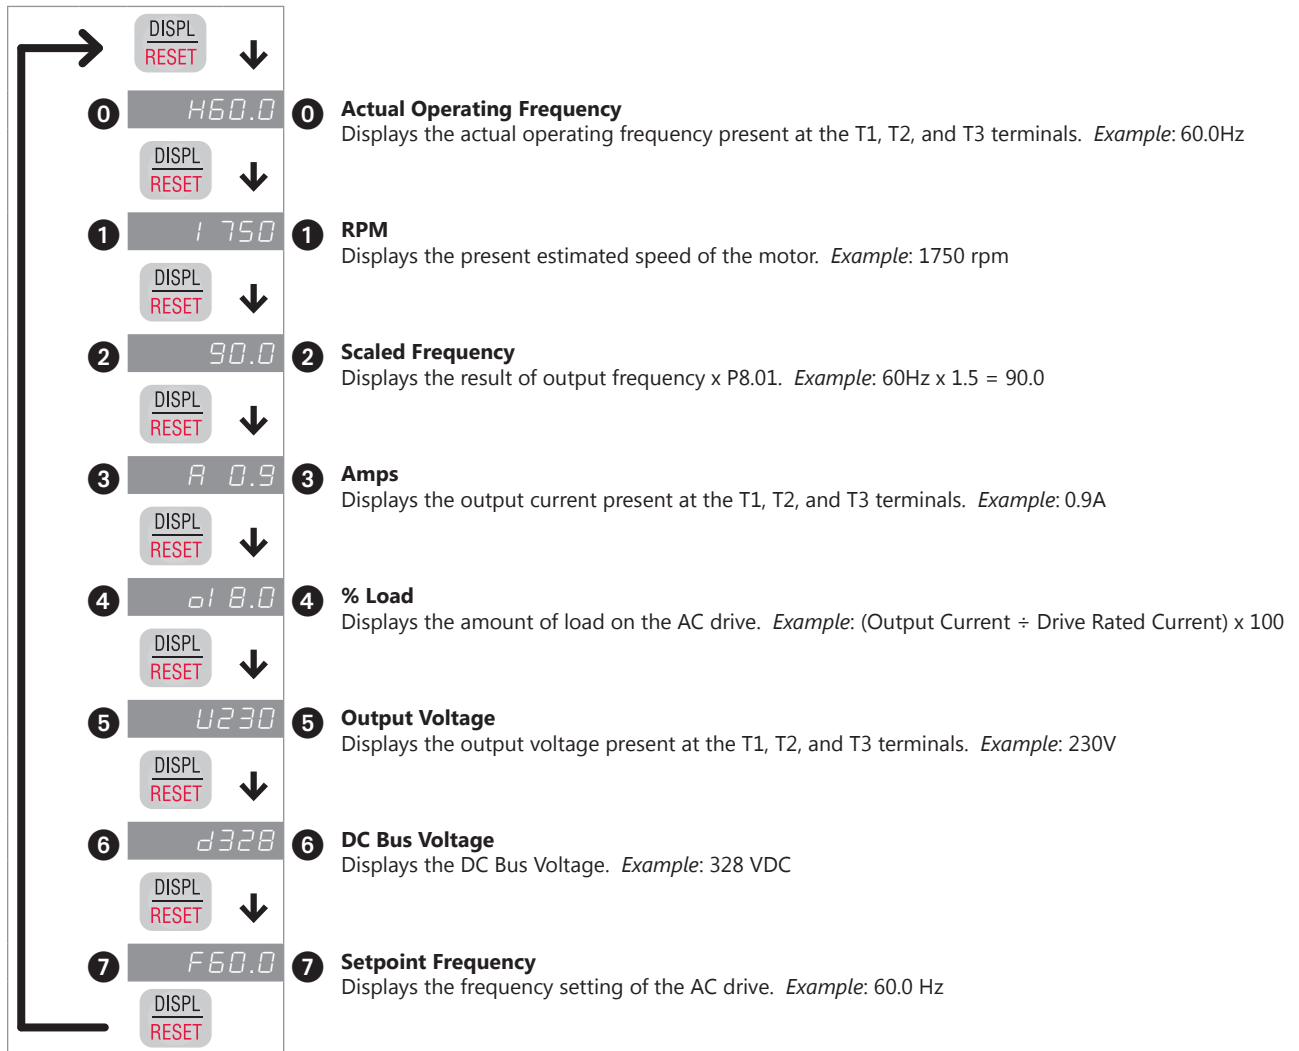 DISPL
RESET
0 H60.0 0 Actual Operating Frequency
Displays the actual operating frequency present at the T1, T2, and T3 terminals. Example: 60.0Hz
DISPL
RESET
1 1 750 1 RPM
Displays the present estimated speed of the motor. Example: 1750 rpm
DISPL
RESET
2 90.0 2 Scaled Frequency
Displays the result of output frequency x P8.01. Example: 60Hz x 1.5 = 90.0
DISPL
RESET
3 A 0.9 3 Amps
Displays the output current present at the T1, T2, and T3 terminals. Example: 0.9A
DISPL
RESET
4 o1 8.0 4 % Load
Displays the amount of load on the AC drive. Example: (Output Current ÷ Drive Rated Current) x 100
DISPL
RESET
5 U230 5 Output Voltage
Displays the output voltage present at the T1, T2, and T3 terminals. Example: 230V
DISPL
RESET
6 d328 6 DC Bus Voltage
Displays the DC Bus Voltage. Example: 328 VDC
DISPL
RESET
7 F60.0 7 Setpoint Frequency
Displays the frequency setting of the AC drive. Example: 60.0 Hz
DISPL
RESET